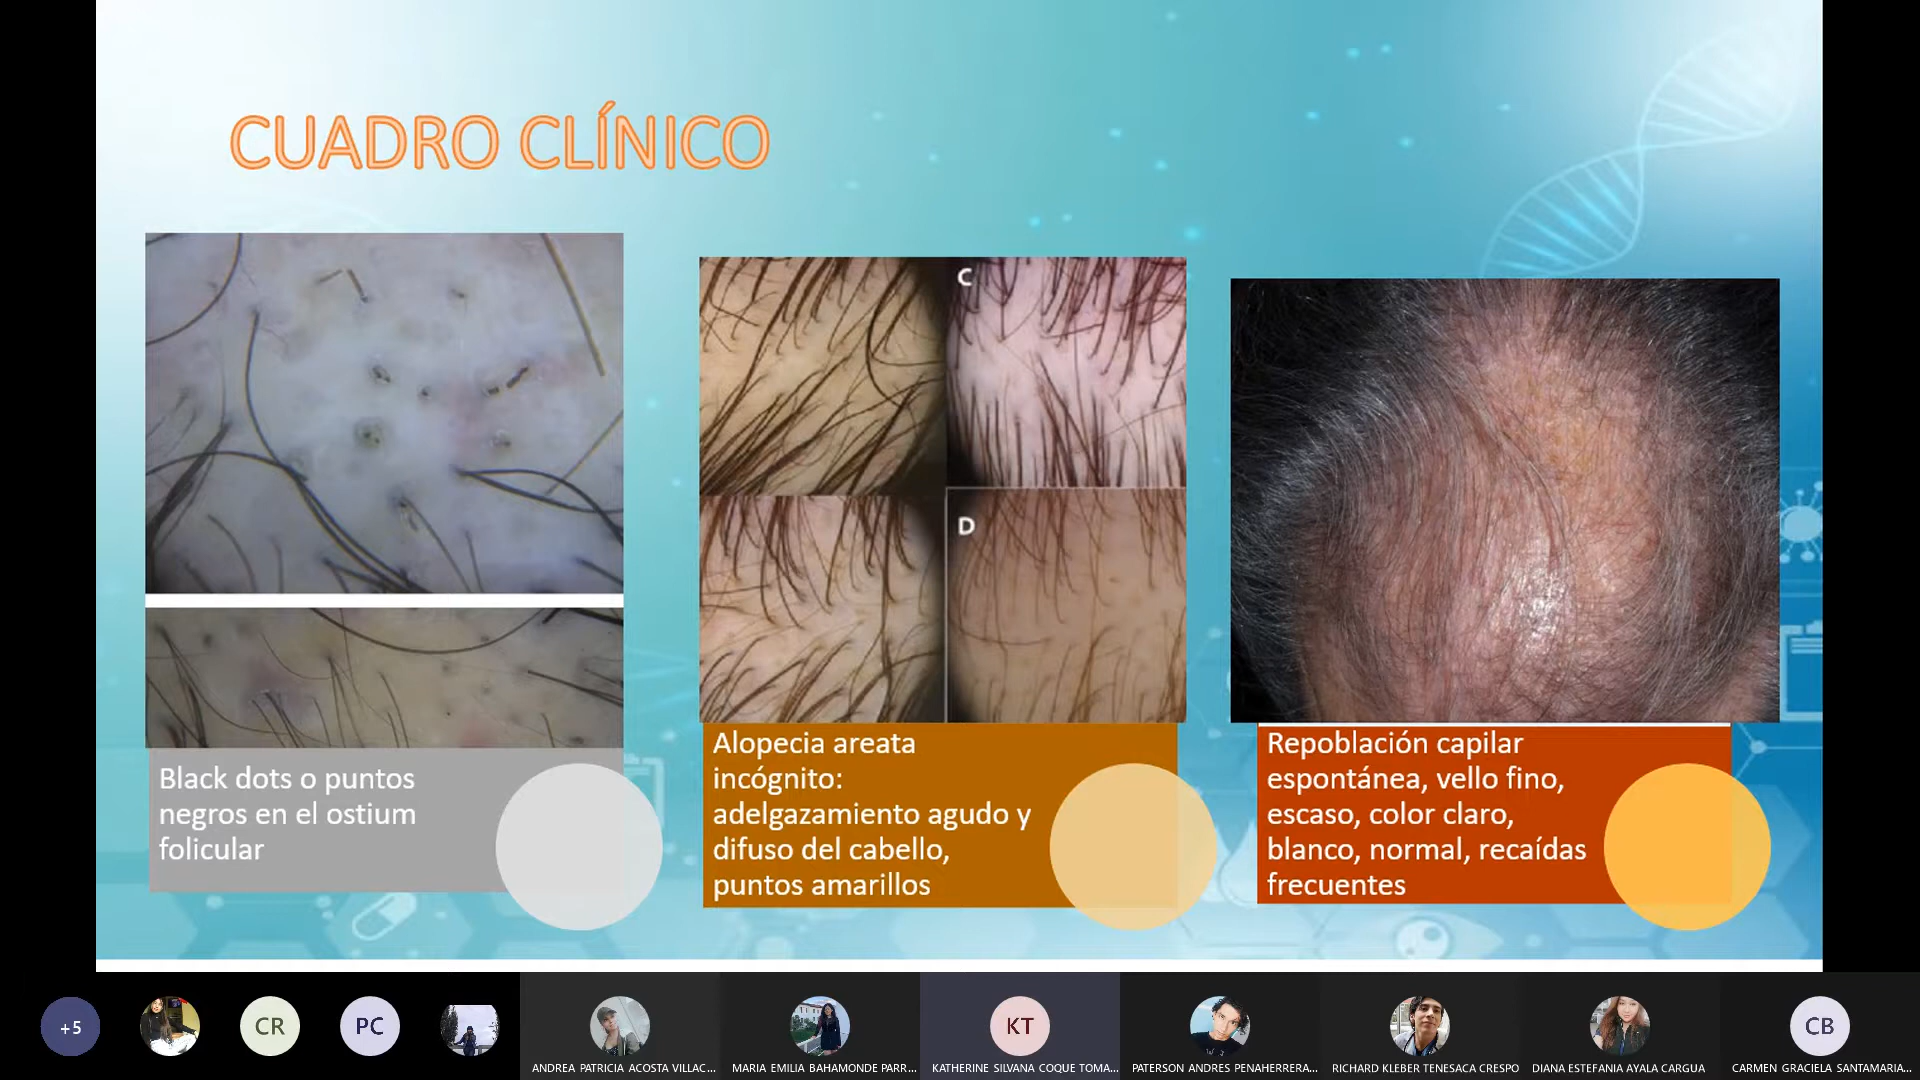 CUADRO CLÍNICO
C
D
Black dots o puntos
negros en el ostium
folicular
Alopecia areata
incógnito:
adelgazamiento agudo y
difuso del cabello,
puntos amarillos
Repoblación capilar
espontánea, vello fino,
escaso, color claro,
blanco, normal, recaídas
frecuentes
+5
CR
PC
KT
CB
ANDREA PATRICIA ACOSTA VILLAC...
MARIA EMILIA BAHAMONDE PARR...
KATHERINE SILVANA COQUE TOMA...
PATERSON ANDRES PENAHERRERA...
RICHARD KLEBER TENESACA CRESPO
DIANA ESTEFANIA AYALA CARGUA
CARMEN GRACIELA SANTAMARIA...